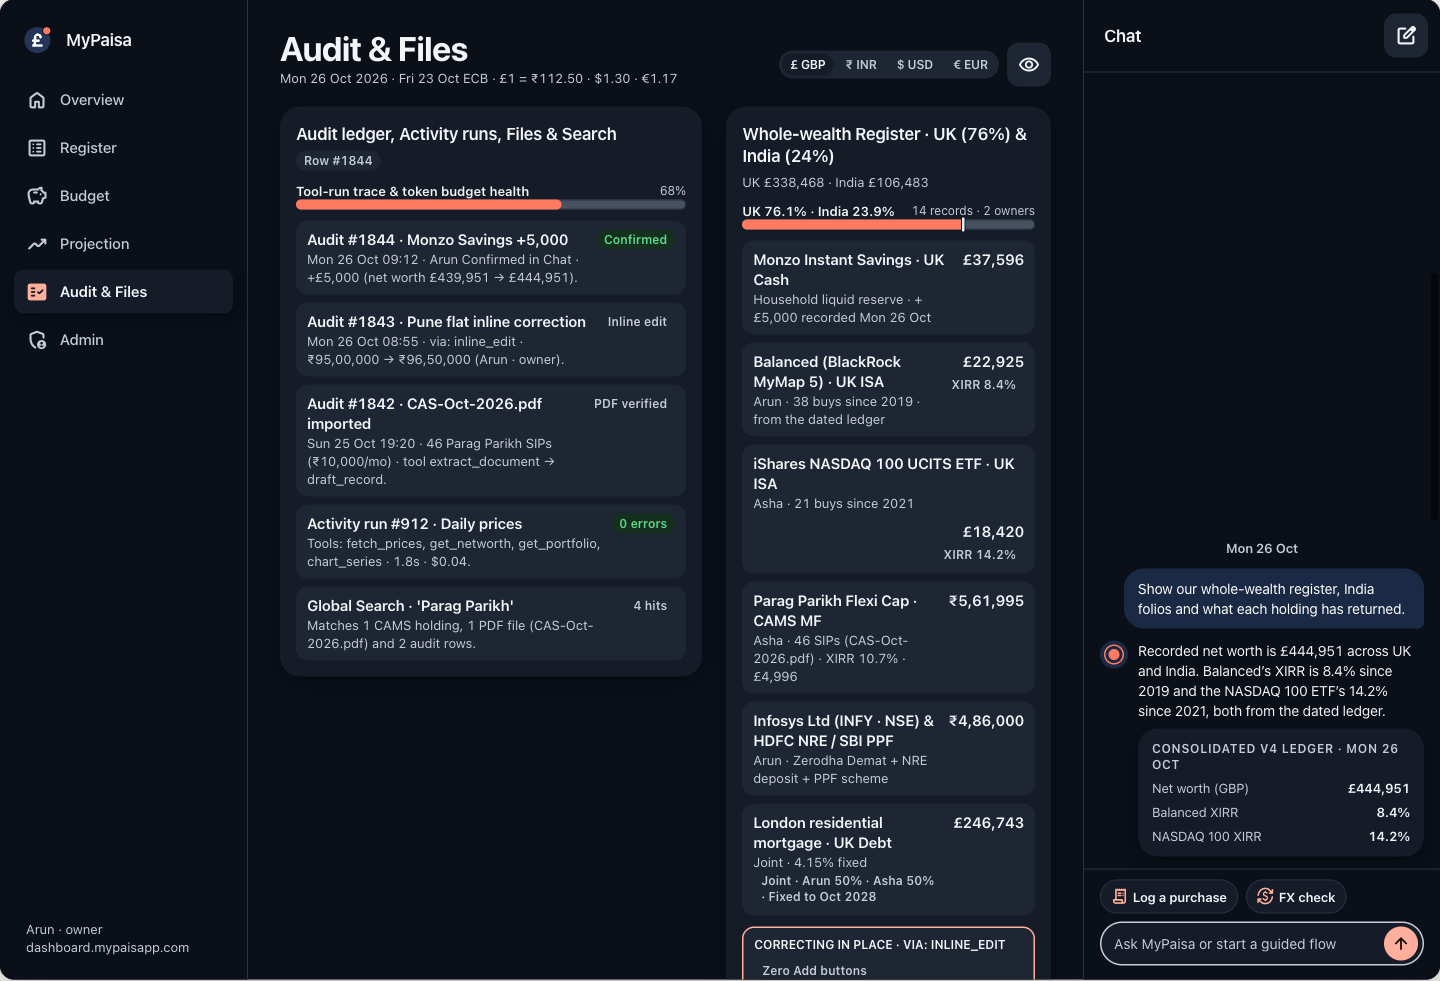 £
MyPaisa
Overview
Register
Budget
Projection
Audit & Files
Admin
Arun · owner
dashboard.mypaisapp.com
Audit & Files
Mon 26 Oct 2026 · Fri 23 Oct ECB · £1 = ₹112.50 · $1.30 · €1.17
£ GBP
₹ INR
$ USD
€ EUR
Audit ledger, Activity runs, Files & Search
Row #1844
Tool-run trace & token budget health
68%
Audit #1844 · Monzo Savings +5,000
Confirmed
Mon 26 Oct 09:12 · Arun Confirmed in Chat ·
+£5,000 (net worth £439,951 → £444,951).
Audit #1843 · Pune flat inline correction
Inline edit
Mon 26 Oct 08:55 · via: inline_edit ·
₹95,00,000 → ₹96,50,000 (Arun · owner).
Audit #1842 · CAS-Oct-2026.pdf
imported
PDF verified
Sun 25 Oct 19:20 · 46 Parag Parikh SIPs
(₹10,000/mo) · tool extract_document →
draft_record.
Activity run #912 · Daily prices
0 errors
Tools: fetch_prices, get_networth, get_portfolio,
chart_series · 1.8s · $0.04.
Global Search · 'Parag Parikh'
4 hits
Matches 1 CAMS holding, 1 PDF file (CAS-Oct-
2026.pdf) and 2 audit rows.
Whole-wealth Register · UK (76%) &
India (24%)
UK £338,468 · India £106,483
UK 76.1% · India 23.9%
14 records · 2 owners
Monzo Instant Savings · UK
Cash
£37,596
Household liquid reserve · +
£5,000 recorded Mon 26 Oct
Balanced (BlackRock
MyMap 5) · UK ISA
£22,925
XIRR 8.4%
Arun · 38 buys since 2019 ·
from the dated ledger
iShares NASDAQ 100 UCITS ETF · UK
ISA
Asha · 21 buys since 2021
£18,420
XIRR 14.2%
Parag Parikh Flexi Cap ·
CAMS MF
₹5,61,995
Asha · 46 SIPs (CAS-Oct-
2026.pdf) · XIRR 10.7% ·
£4,996
Infosys Ltd (INFY · NSE) &
HDFC NRE / SBI PPF
₹4,86,000
Arun · Zerodha Demat + NRE
deposit + PPF scheme
London residential
mortgage · UK Debt
£246,743
Joint · 4.15% fixed
Joint · Arun 50% · Asha 50%
· Fixed to Oct 2028
CORRECTING IN PLACE · VIA: INLINE_EDIT
Zero Add buttons
Chat
Mon 26 Oct
Show our whole-wealth register, India
folios and what each holding has returned.
Recorded net worth is £444,951 across UK
and India. Balanced's XIRR is 8.4% since
2019 and the NASDAQ 100 ETF's 14.2%
since 2021, both from the dated ledger.
CONSOLIDATED V4 LEDGER · MON 26
OCT
Net worth (GBP)
£444,951
Balanced XIRR
8.4%
NASDAQ 100 XIRR
14.2%
Log a purchase
FX check
Ask MyPaisa or start a guided flow